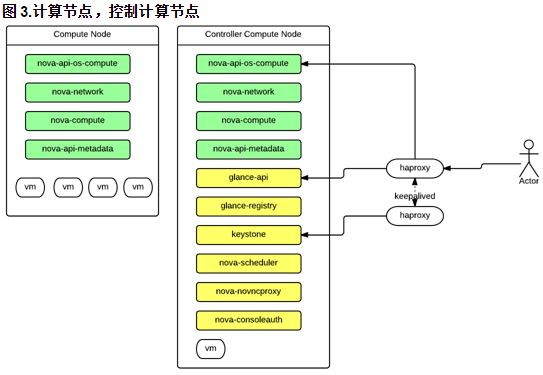 图 3.计算节点，控制计算节点
Compute Node
nova-api-os-compute
nova-network
nova-compute
nova-api-metadata
vm
vm
vm
vm
Controller Compute Node
nova-api-os-compute
nova-network
nova-compute
nova-api-metadata
glance-api
glance-registry
keystone
nova-scheduler
nova-novncproxy
nova-consoleauth
vm
haproxy
keepalived
haproxy
Actor